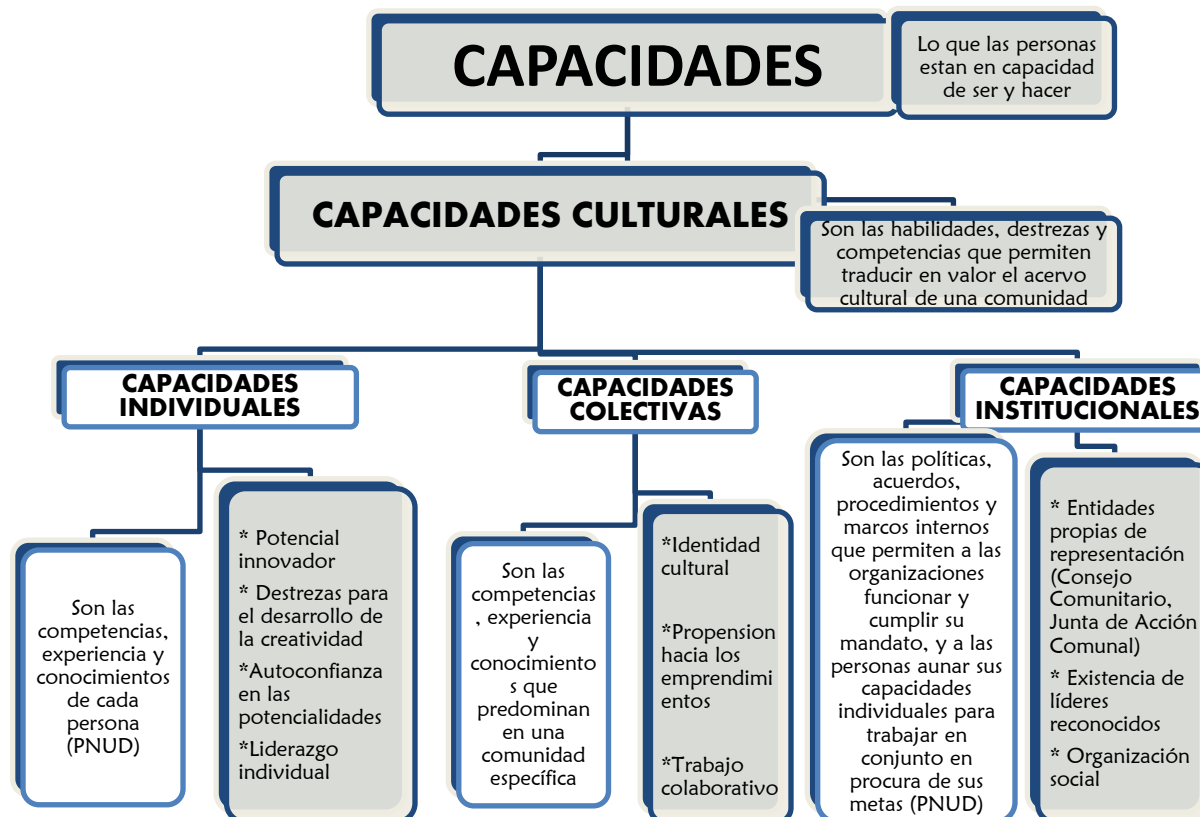 CAPACIDADES
Lo que las personas
estan en capacidad
de ser y hacer
CAPACIDADES CULTURALES
Son las habilidades, destrezas y
competencias que permiten
traducir en valor el acervo
cultural de una comunidad
CAPACIDADES
INDIVIDUALES
Son las
competencias,
experiencia y
conocimientos
de cada
persona
(PNUD)
* Potencial
innovador
* Destrezas para
el desarrollo de
la creatividad
*Autoconfianza
en las
potencialidades
*Liderazgo
individual
CAPACIDADES
COLECTIVAS
Son las
competencias
, experiencia
y
conocimiento
s que
predominan
en una
comunidad
específica
*Identidad
cultural
*Propension
hacia los
emprendimi
entos
*Trabajo
colaborativo
CAPACIDADES
INSTITUCIONALES
Son las políticas,
acuerdos,
procedimientos y
marcos internos
que permiten a las
organizaciones
funcionar y
cumplir su
mandato, y a las
personas aunar sus
capacidades
individuales para
trabajar en
conjunto en
procura de sus
metas (PNUD)
* Entidades
propias de
representación
(Consejo
Comunitario,
Junta de Acción
Comunal)
* Existencia de
líderes
reconocidos
* Organización
social